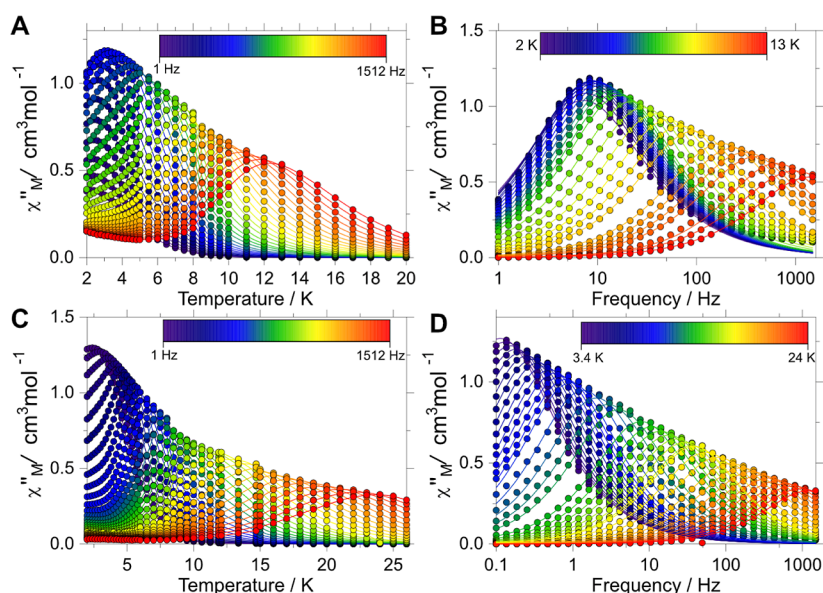 A
1 Hz
1512 Hz
1.0
0.5
0.0
χ"M/ cm³mol⁻¹
2 4 6 8 10 12 14 16 18 20
Temperature / K
B
2 K
13 K
1.5
1.0
0.5
0.0
χ"M/ cm³mol⁻¹
1 10 100 1000
Frequency / Hz
C
1 Hz
1512 Hz
1.5
1.0
0.5
0.0
χ"M/ cm³mol⁻¹
5 10 15 20 25
Temperature / K
D
3.4 K
24 K
1.5
1.0
0.5
0.0
χ"M/ cm³mol⁻¹
0.1 1 10 100 1000
Frequency / Hz